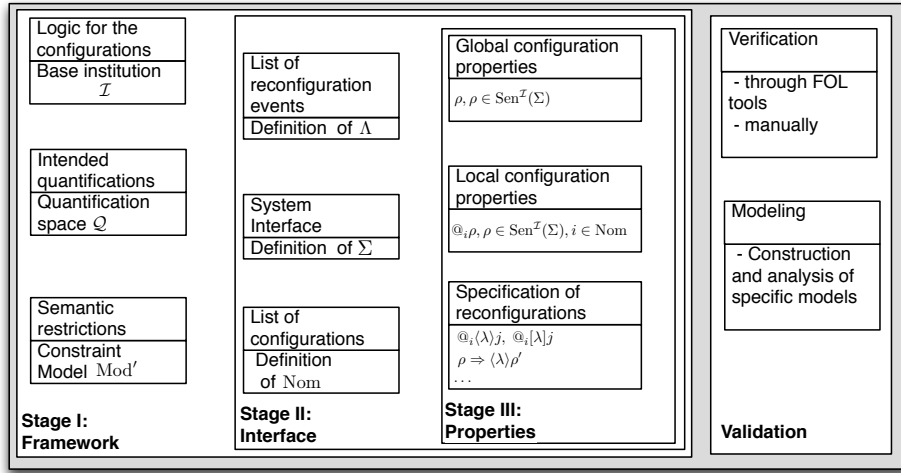 Logic for the
configurations
Base institution
ℐ
Intended
quantifications
Quantification
space 𝒬
Semantic
restrictions
Constraint
Model Mod′
Stage I:
Framework
List of
reconfiguration
events
Definition of Λ
System
Interface
Definition of Σ
List of
configurations
Definition
of Nom
Stage II:
Interface
Global configuration
properties
ρ, ρ ∈ Sen^ℐ(Σ)
Local configuration
properties
@ᵢρ, ρ ∈ Sen^ℐ(Σ), i ∈ Nom
Specification of
reconfigurations
@ᵢ⟨λ⟩j, @ᵢ[λ]j
ρ ⇒ ⟨λ⟩ρ′
...
Stage III:
Properties
Verification
- through FOL
tools
- manually
Modeling
- Construction
and analysis of
specific models
Validation